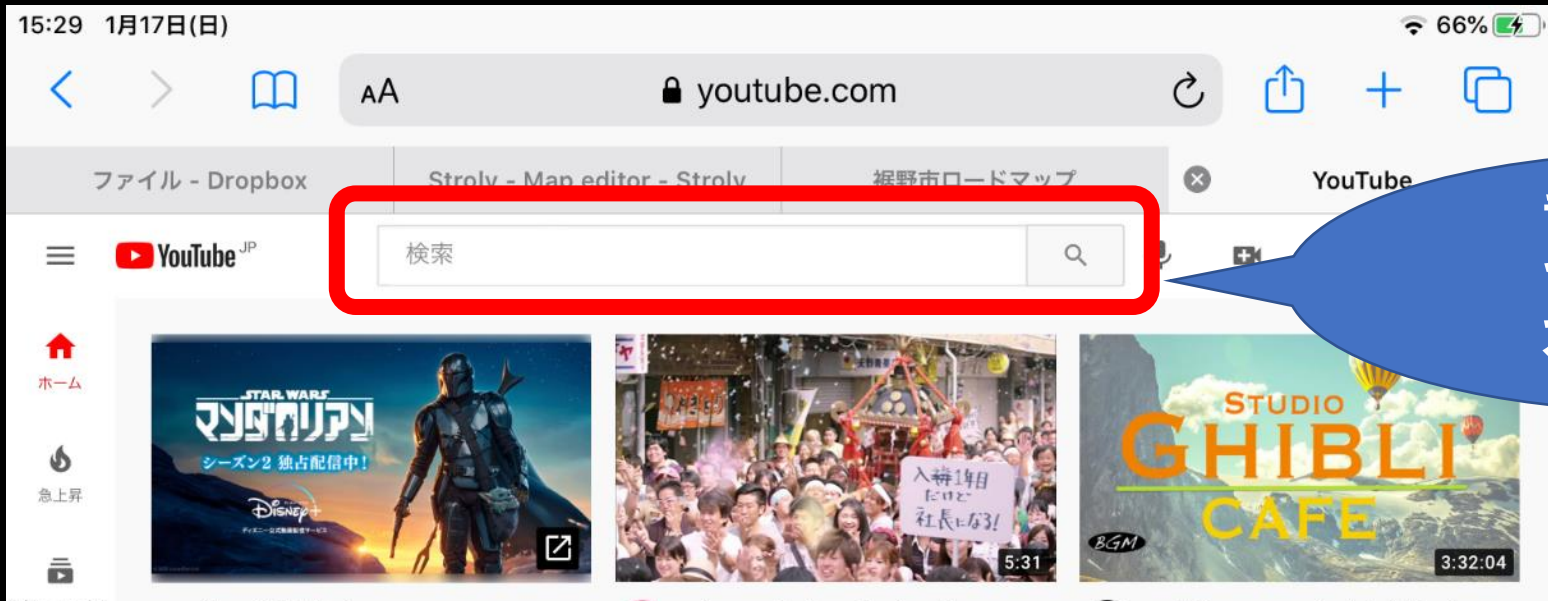 15:29 1月17日(日)
66%
AA
youtube.com
ファイル - Dropbox
Stroly - Map editor - Stroly
裾野市ロードマップ
YouTube
YouTube JP
検索
ホーム
急上昇
STAR WARS
マンダロリアン
シーズン2 独占配信中!
Disney+
入社1年目
だけど
社長になる!
5:31
STUDIO
GHIBLI
CAFE
BGM
3:32:04